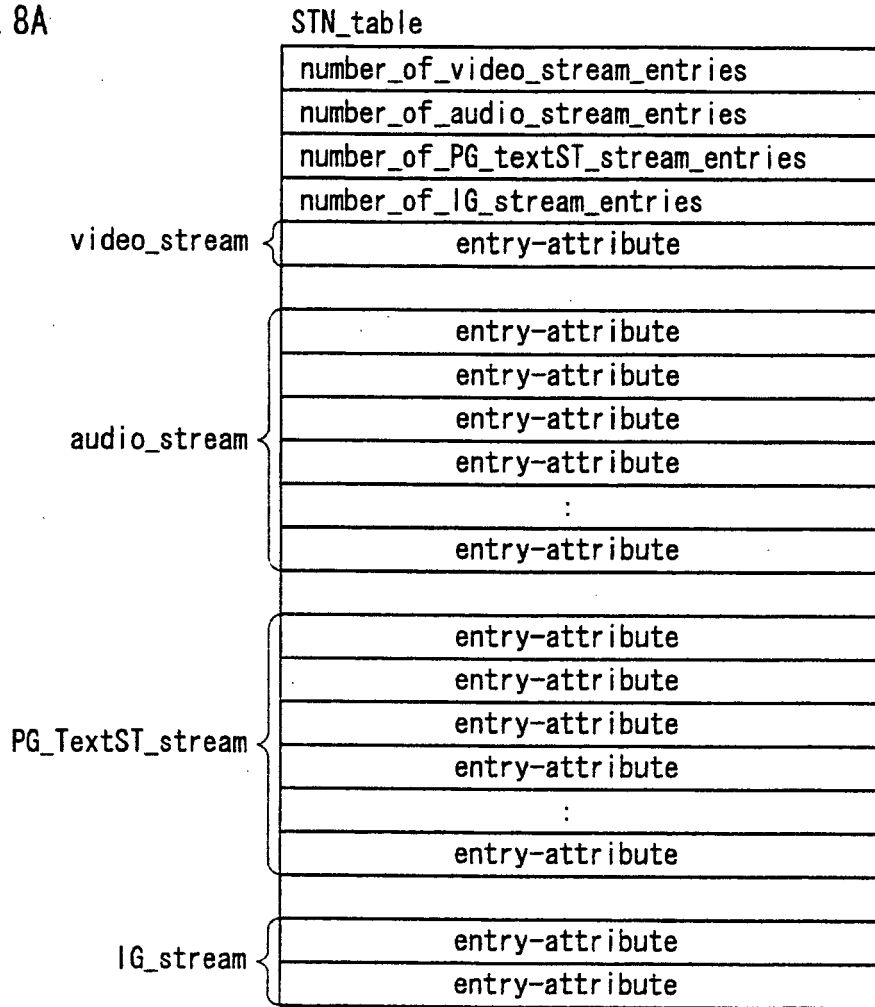 . 8A
STN_table
number_of_video_stream_entries
number_of_audio_stream_entries
number_of_PG_textST_stream_entries
number_of_IG_stream_entries
video_stream
entry-attribute
audio_stream
entry-attribute
entry-attribute
entry-attribute
entry-attribute
:
entry-attribute
PG_TextST_stream
entry-attribute
entry-attribute
entry-attribute
entry-attribute
:
entry-attribute
IG_stream
entry-attribute
entry-attribute